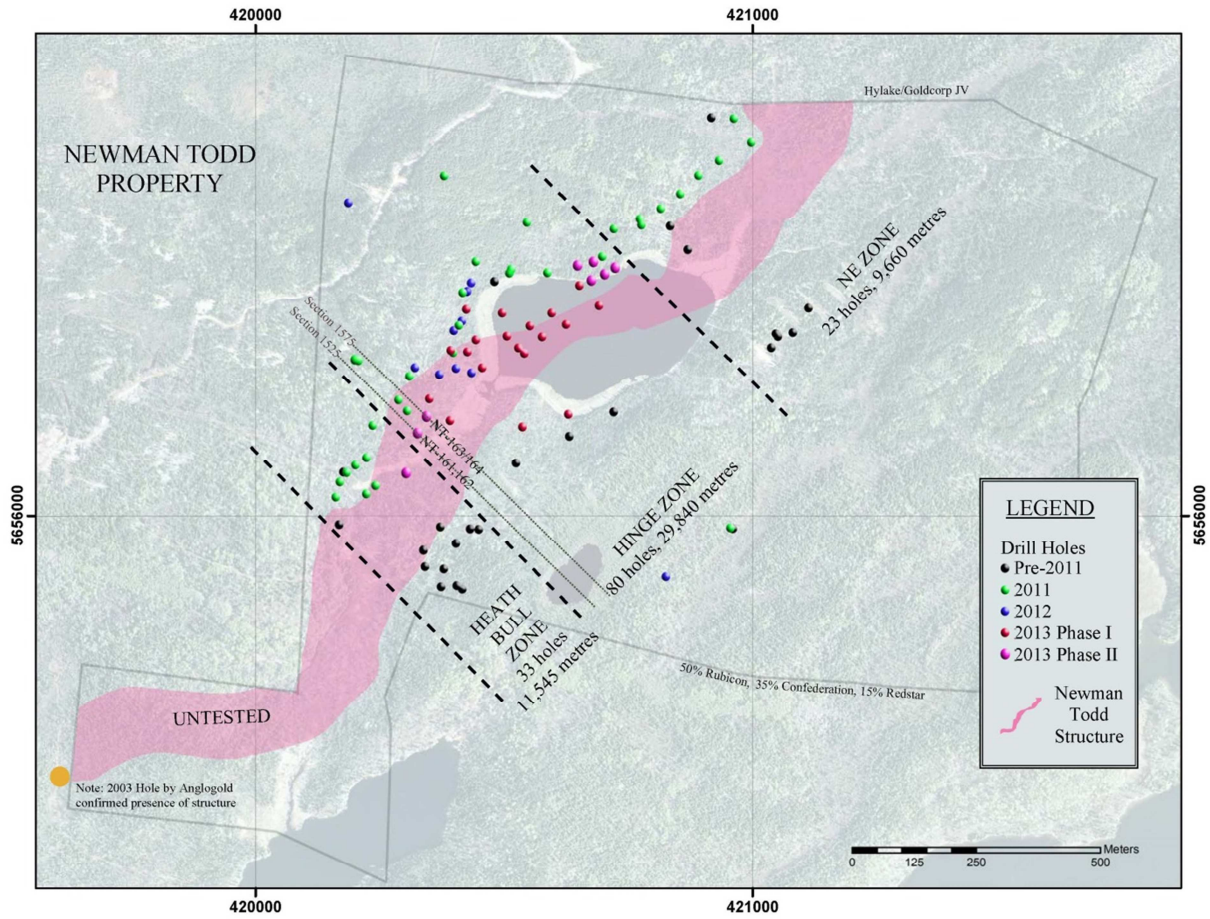 420000
421000
Hylake/Goldcorp JV
NEWMAN TODD
PROPERTY
NE ZONE
23 holes, 9,660 metres
Section 1575
Section 1525
NT-163/164
NT-161,162
HINGE ZONE
80 holes, 29,840 metres
5656000
5656000
HEATH
BULL
ZONE
33 holes
11,545 metres
50% Rubicon, 35% Confederation, 15% Redstar
UNTESTED
Note: 2003 Hole by Anglogold
confirmed presence of structure
LEGEND
Drill Holes
Pre-2011
2011
2012
2013 Phase I
2013 Phase II
Newman
Todd
Structure
Meters
0 125 250 500
420000
421000